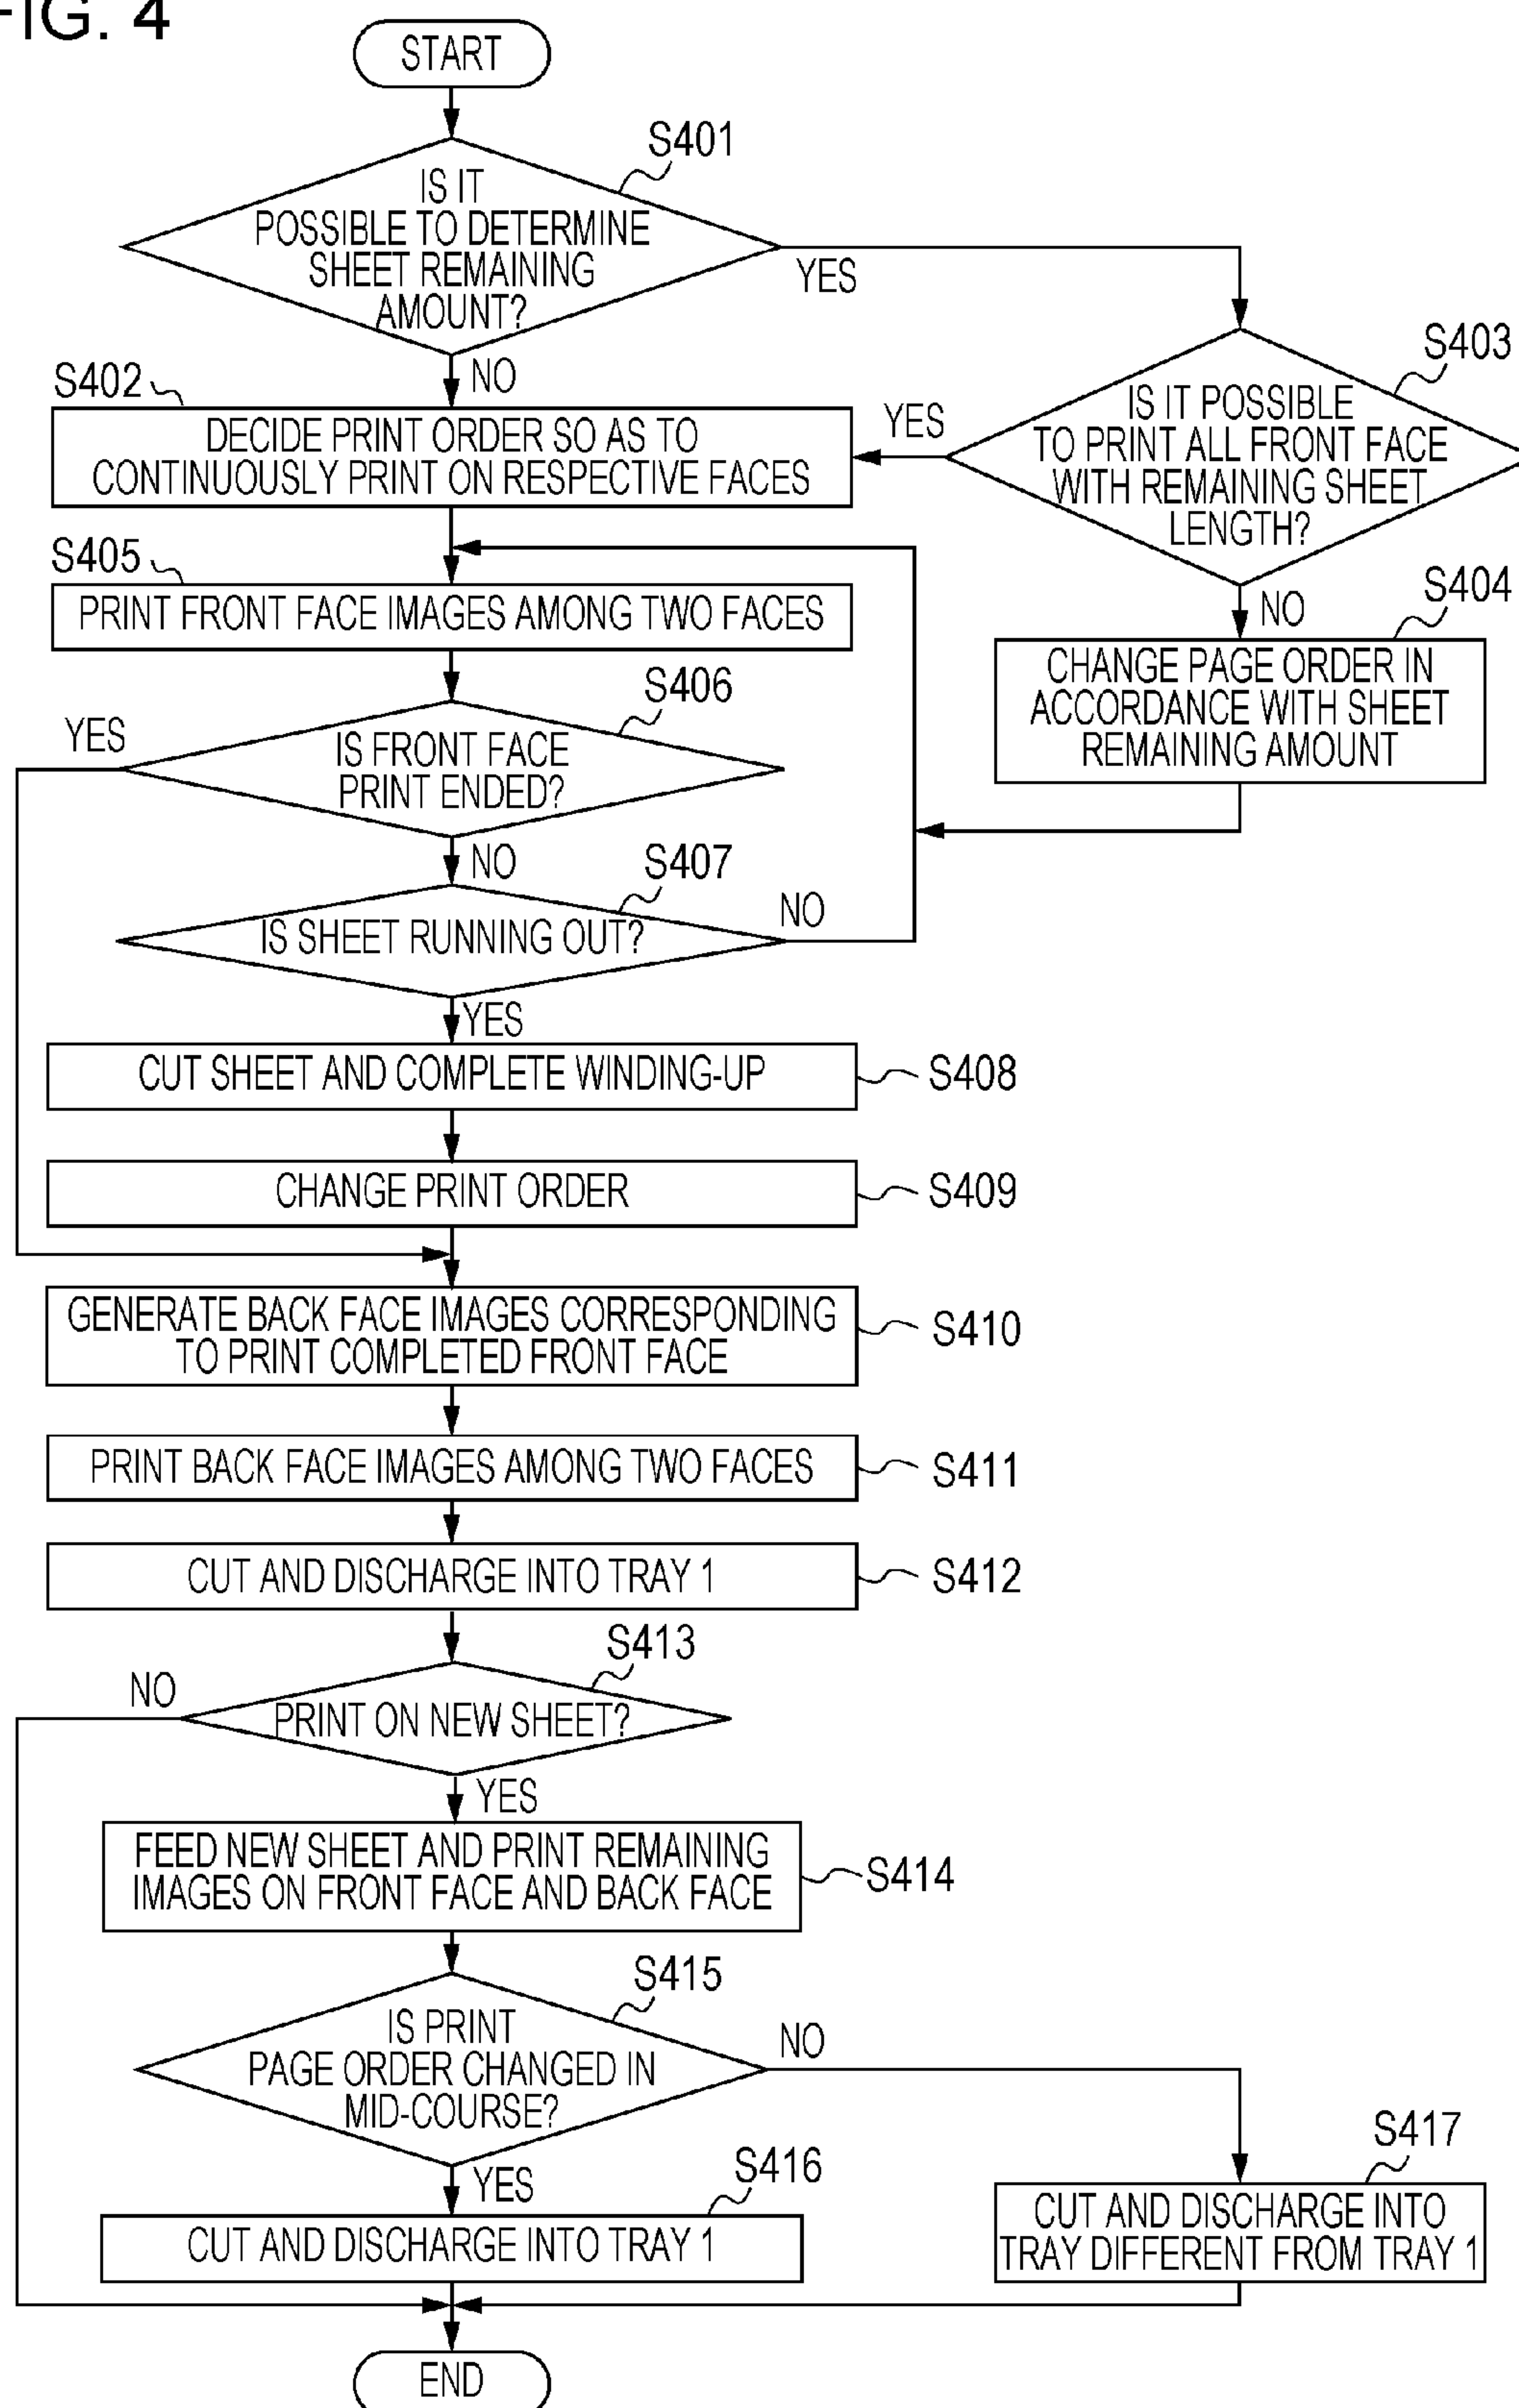 FIG. 4
START
S401
IS IT
POSSIBLE TO DETERMINE
SHEET REMAINING
AMOUNT?
YES
NO
S403
IS IT POSSIBLE
TO PRINT ALL FRONT FACE
WITH REMAINING SHEET
LENGTH?
YES
NO
S402
DECIDE PRINT ORDER SO AS TO
CONTINUOUSLY PRINT ON RESPECTIVE FACES
S404
CHANGE PAGE ORDER IN
ACCORDANCE WITH SHEET
REMAINING AMOUNT
S405
PRINT FRONT FACE IMAGES AMONG TWO FACES
S406
YES
IS FRONT FACE
PRINT ENDED?
NO
S407
NO
IS SHEET RUNNING OUT?
YES
CUT SHEET AND COMPLETE WINDING-UP
S408
CHANGE PRINT ORDER
S409
GENERATE BACK FACE IMAGES CORRESPONDING
TO PRINT COMPLETED FRONT FACE
S410
PRINT BACK FACE IMAGES AMONG TWO FACES
S411
CUT AND DISCHARGE INTO TRAY 1
S412
S413
NO
PRINT ON NEW SHEET?
YES
FEED NEW SHEET AND PRINT REMAINING
IMAGES ON FRONT FACE AND BACK FACE
S414
S415
IS PRINT
PAGE ORDER CHANGED IN
MID-COURSE?
NO
YES
S416
CUT AND DISCHARGE INTO TRAY 1
S417
CUT AND DISCHARGE INTO
TRAY DIFFERENT FROM TRAY 1
END